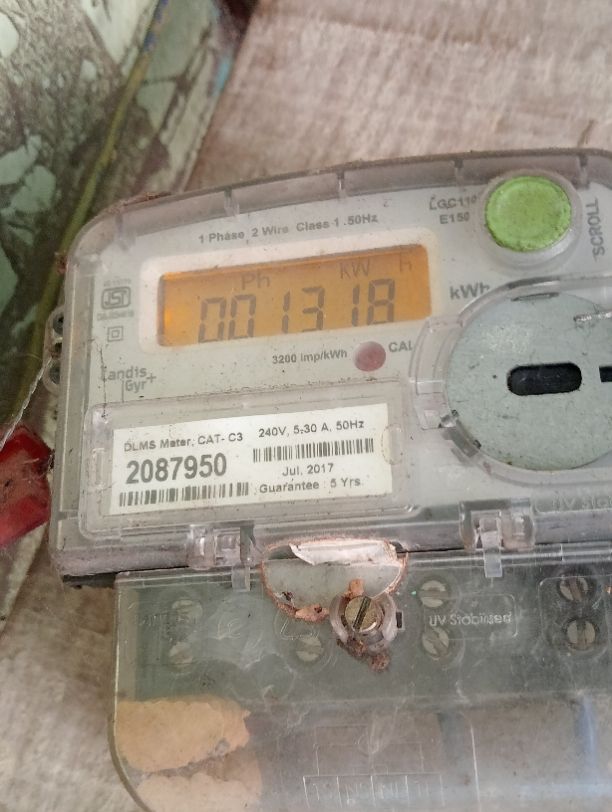 1 Phase, 2 Wire Class 1 .50Hz
E150
SCROLL
Ph KW h
001318
kWh
3200 Imp/kWh
CAL
Landis
Gyr+
DLMS Meter, CAT- C3 240V, 5-30 A, 50Hz
2087950
Jul. 2017
Guarantee : 5 Yrs.
UV Stabilised